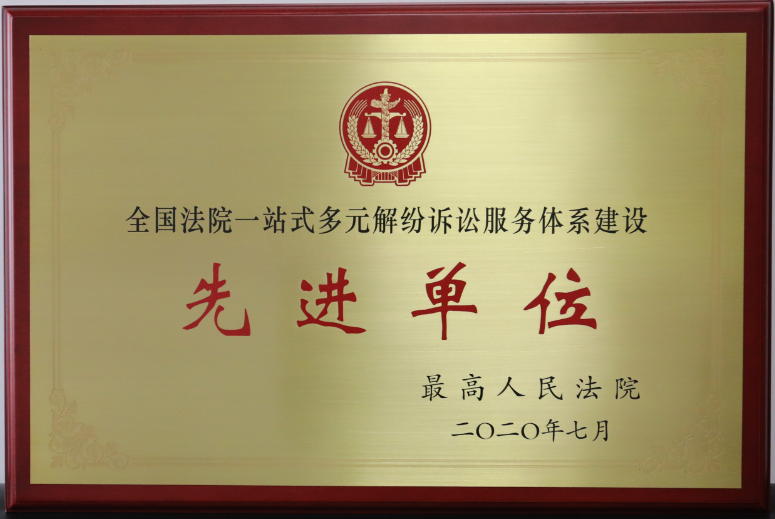 全国法院一站式多元解纷诉讼服务体系建设
先进单位
最高人民法院
二〇二〇年七月